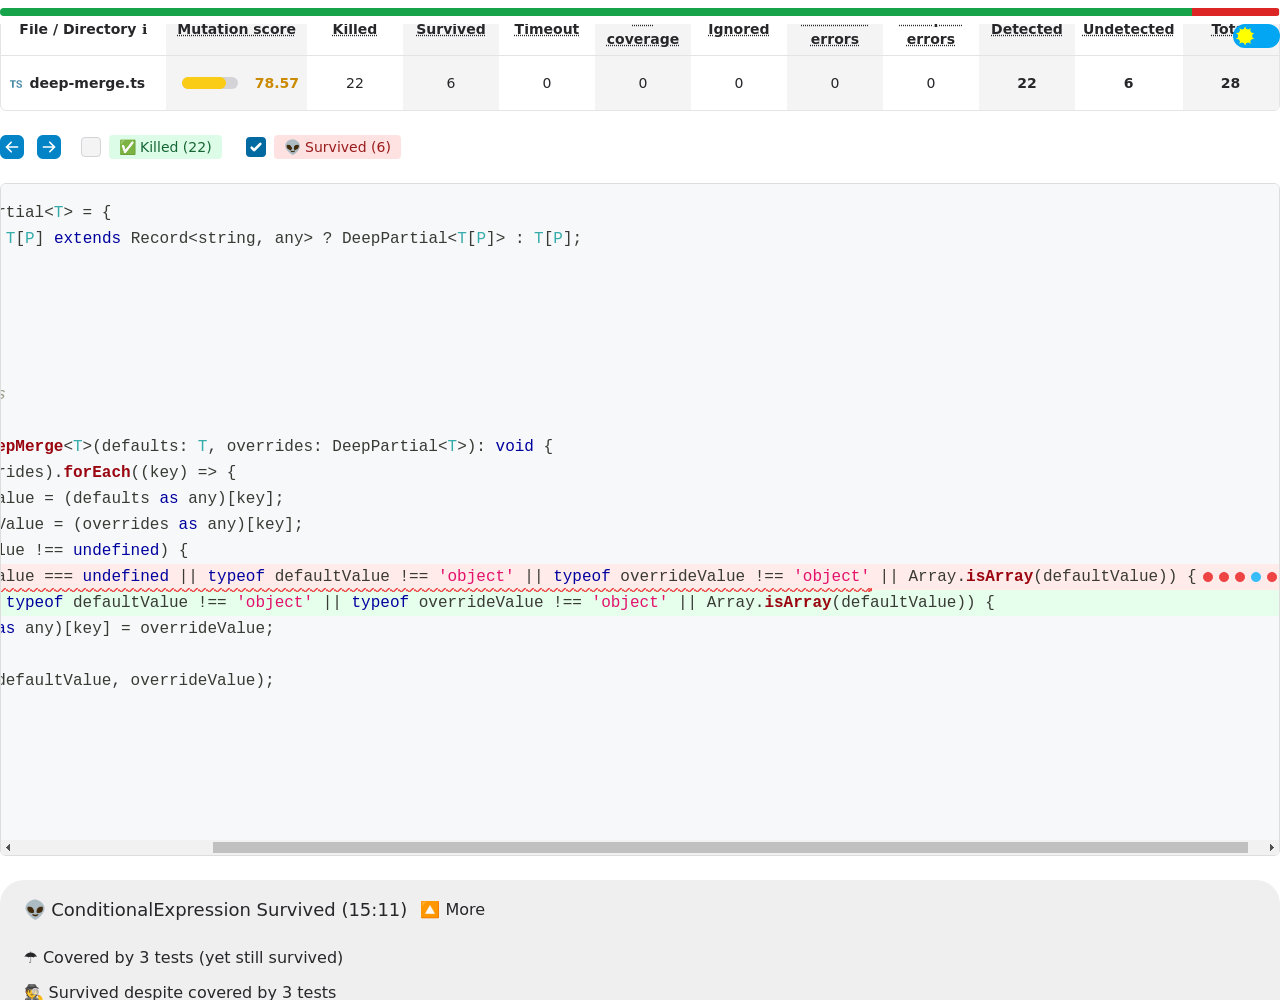 File / Directory ℹ Mutation score Killed Survived Timeout coverage Ignored errors errors Detected Undetected Tot
TS deep-merge.ts 78.57 22 6 0 0 0 0 0 22 6 28
✅ Killed (22) 👽 Survived (6)
rtial<T> = {
T[P] extends Record<string, any> ? DeepPartial<T[P]> : T[P];
s
epMerge<T>(defaults: T, overrides: DeepPartial<T>): void {
rides).forEach((key) => {
alue = (defaults as any)[key];
Value = (overrides as any)[key];
lue !== undefined) {
alue === undefined || typeof defaultValue !== 'object' || typeof overrideValue !== 'object' || Array.isArray(defaultValue)) {
typeof defaultValue !== 'object' || typeof overrideValue !== 'object' || Array.isArray(defaultValue)) {
as any)[key] = overrideValue;
defaultValue, overrideValue);
👽 ConditionalExpression Survived (15:11) 🔼 More
☂ Covered by 3 tests (yet still survived)
🕵 Survived despite covered by 3 tests